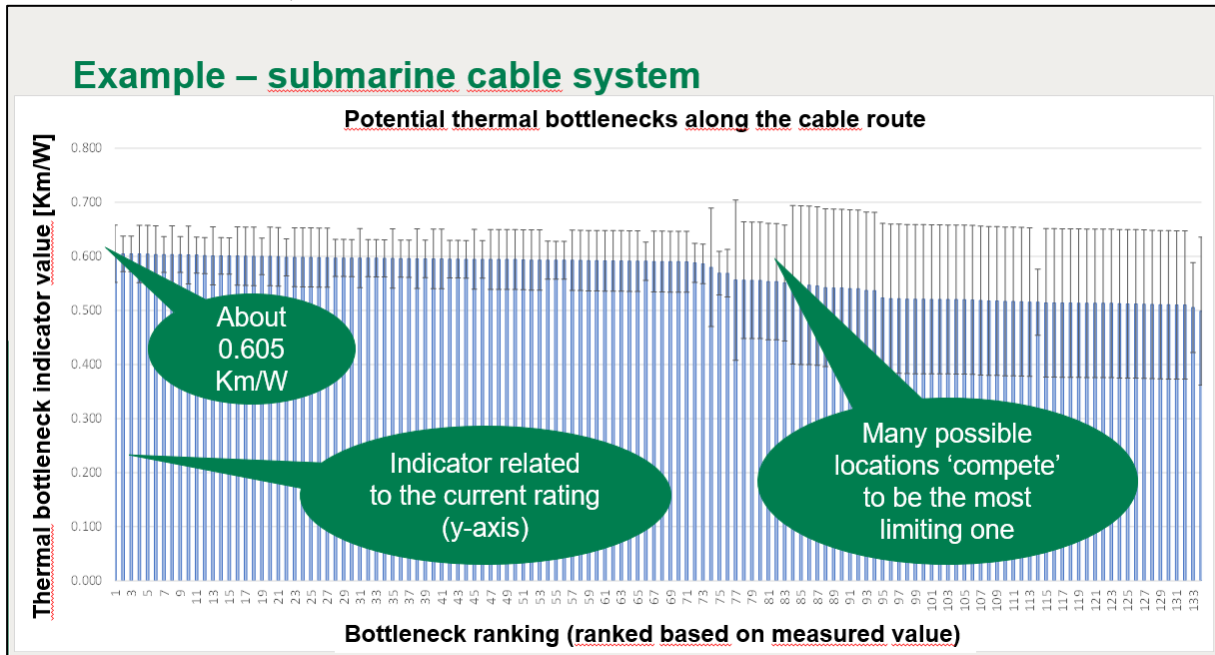 Example – submarine cable system
Potential thermal bottlenecks along the cable route
Thermal bottleneck indicator value [Km/W]
0.800
0.700
0.600
0.500
0.400
0.300
0.200
0.100
0.000
About
0.605
Km/W
Indicator related
to the current rating
(y-axis)
Many possible
locations ‘compete’
to be the most
limiting one
1 3 5 7 9 11 13 15 17 19 21 23 25 27 29 31 33 35 37 39 41 43 45 47 49 51 53 55 57 59 61 63 65 67 69 71 73 75 77 79 81 83 85 87 89 91 93 95 97 99 101 103 105 107 109 111 113 115 117 119 121 123 125 127 129 131 133
Bottleneck ranking (ranked based on measured value)